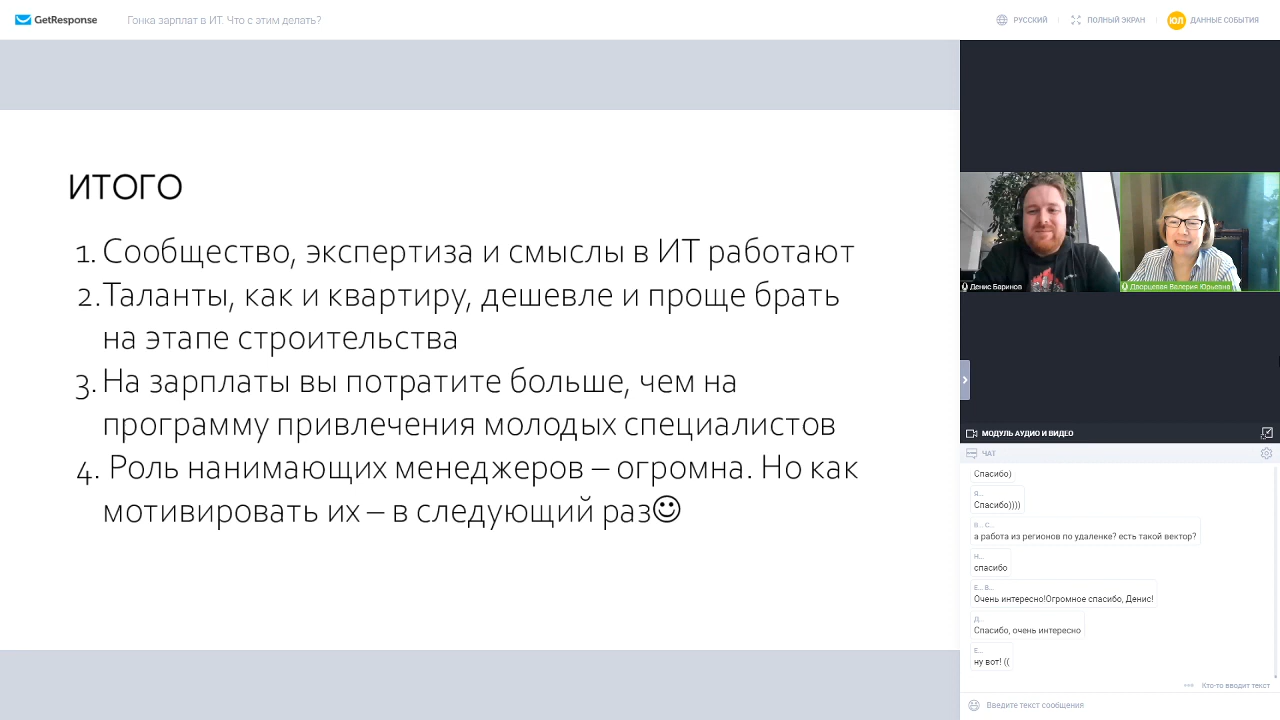 GetResponse
Гонка зарплат в ИТ. Что с этим делать?
РУССКИЙ
ПОЛНЫЙ ЭКРАН
ЮЛ
ДАННЫЕ СОБЫТИЯ
ИТОГО
1. Сообщество, экспертиза и смыслы в ИТ работают
2. Таланты, как и квартиру, дешевле и проще брать
на этапе строительства
3. На зарплаты вы потратите больше, чем на
программу привлечения молодых специалистов
4. Роль нанимающих менеджеров – огромна. Но как
мотивировать их – в следующий раз☺
Денис Баринов
Дворцевая Валерия Юрьевна
МОДУЛЬ АУДИО И ВИДЕО
ЧАТ
Спасибо)
Я...
Спасибо))))
В... С...
а работа из регионов по удаленке? есть такой вектор?
Н...
спасибо
Е... В...
Очень интересно!Огромное спасибо, Денис!
Д...
Спасибо, очень интересно
Е...
ну вот! ((
Кто-то вводит текст
Введите текст сообщения